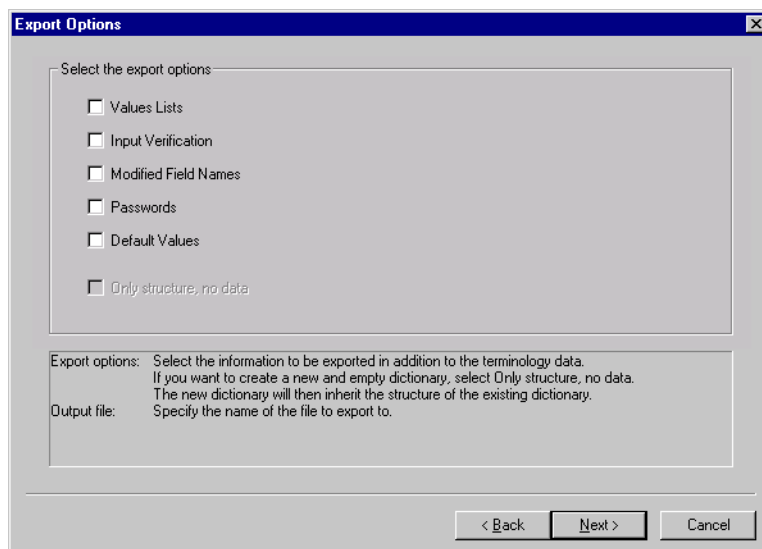 Export Options
Select the export options
Values Lists
Input Verification
Modified Field Names
Passwords
Default Values
Only structure, no data
Export options: Select the information to be exported in addition to the terminology data.
If you want to create a new and empty dictionary, select Only structure, no data.
The new dictionary will then inherit the structure of the existing dictionary.
Output file: Specify the name of the file to export to.
< Back Next > Cancel